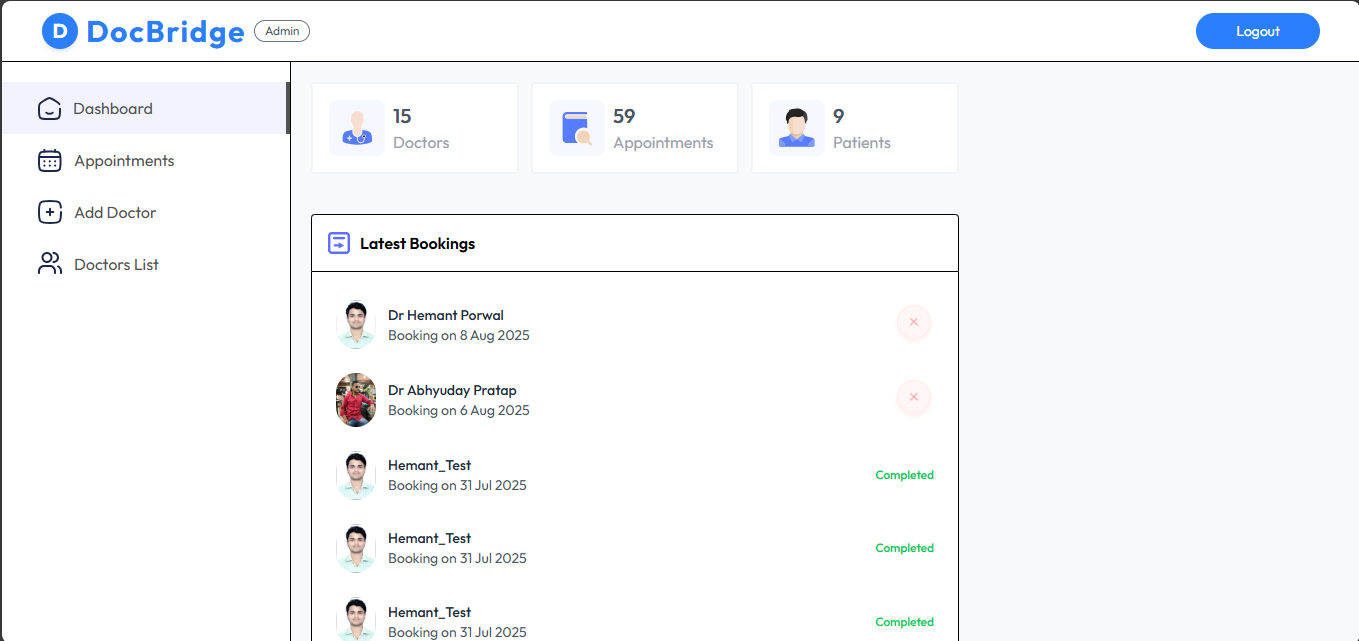 D DocBridge Admin Logout
Dashboard
Appointments
Add Doctor
Doctors List
15
Doctors
59
Appointments
9
Patients
Latest Bookings
Dr Hemant Porwal
Booking on 8 Aug 2025
Dr Abhyuday Pratap
Booking on 6 Aug 2025
Hemant_Test
Booking on 31 Jul 2025
Completed
Hemant_Test
Booking on 31 Jul 2025
Completed
Hemant_Test
Booking on 31 Jul 2025
Completed